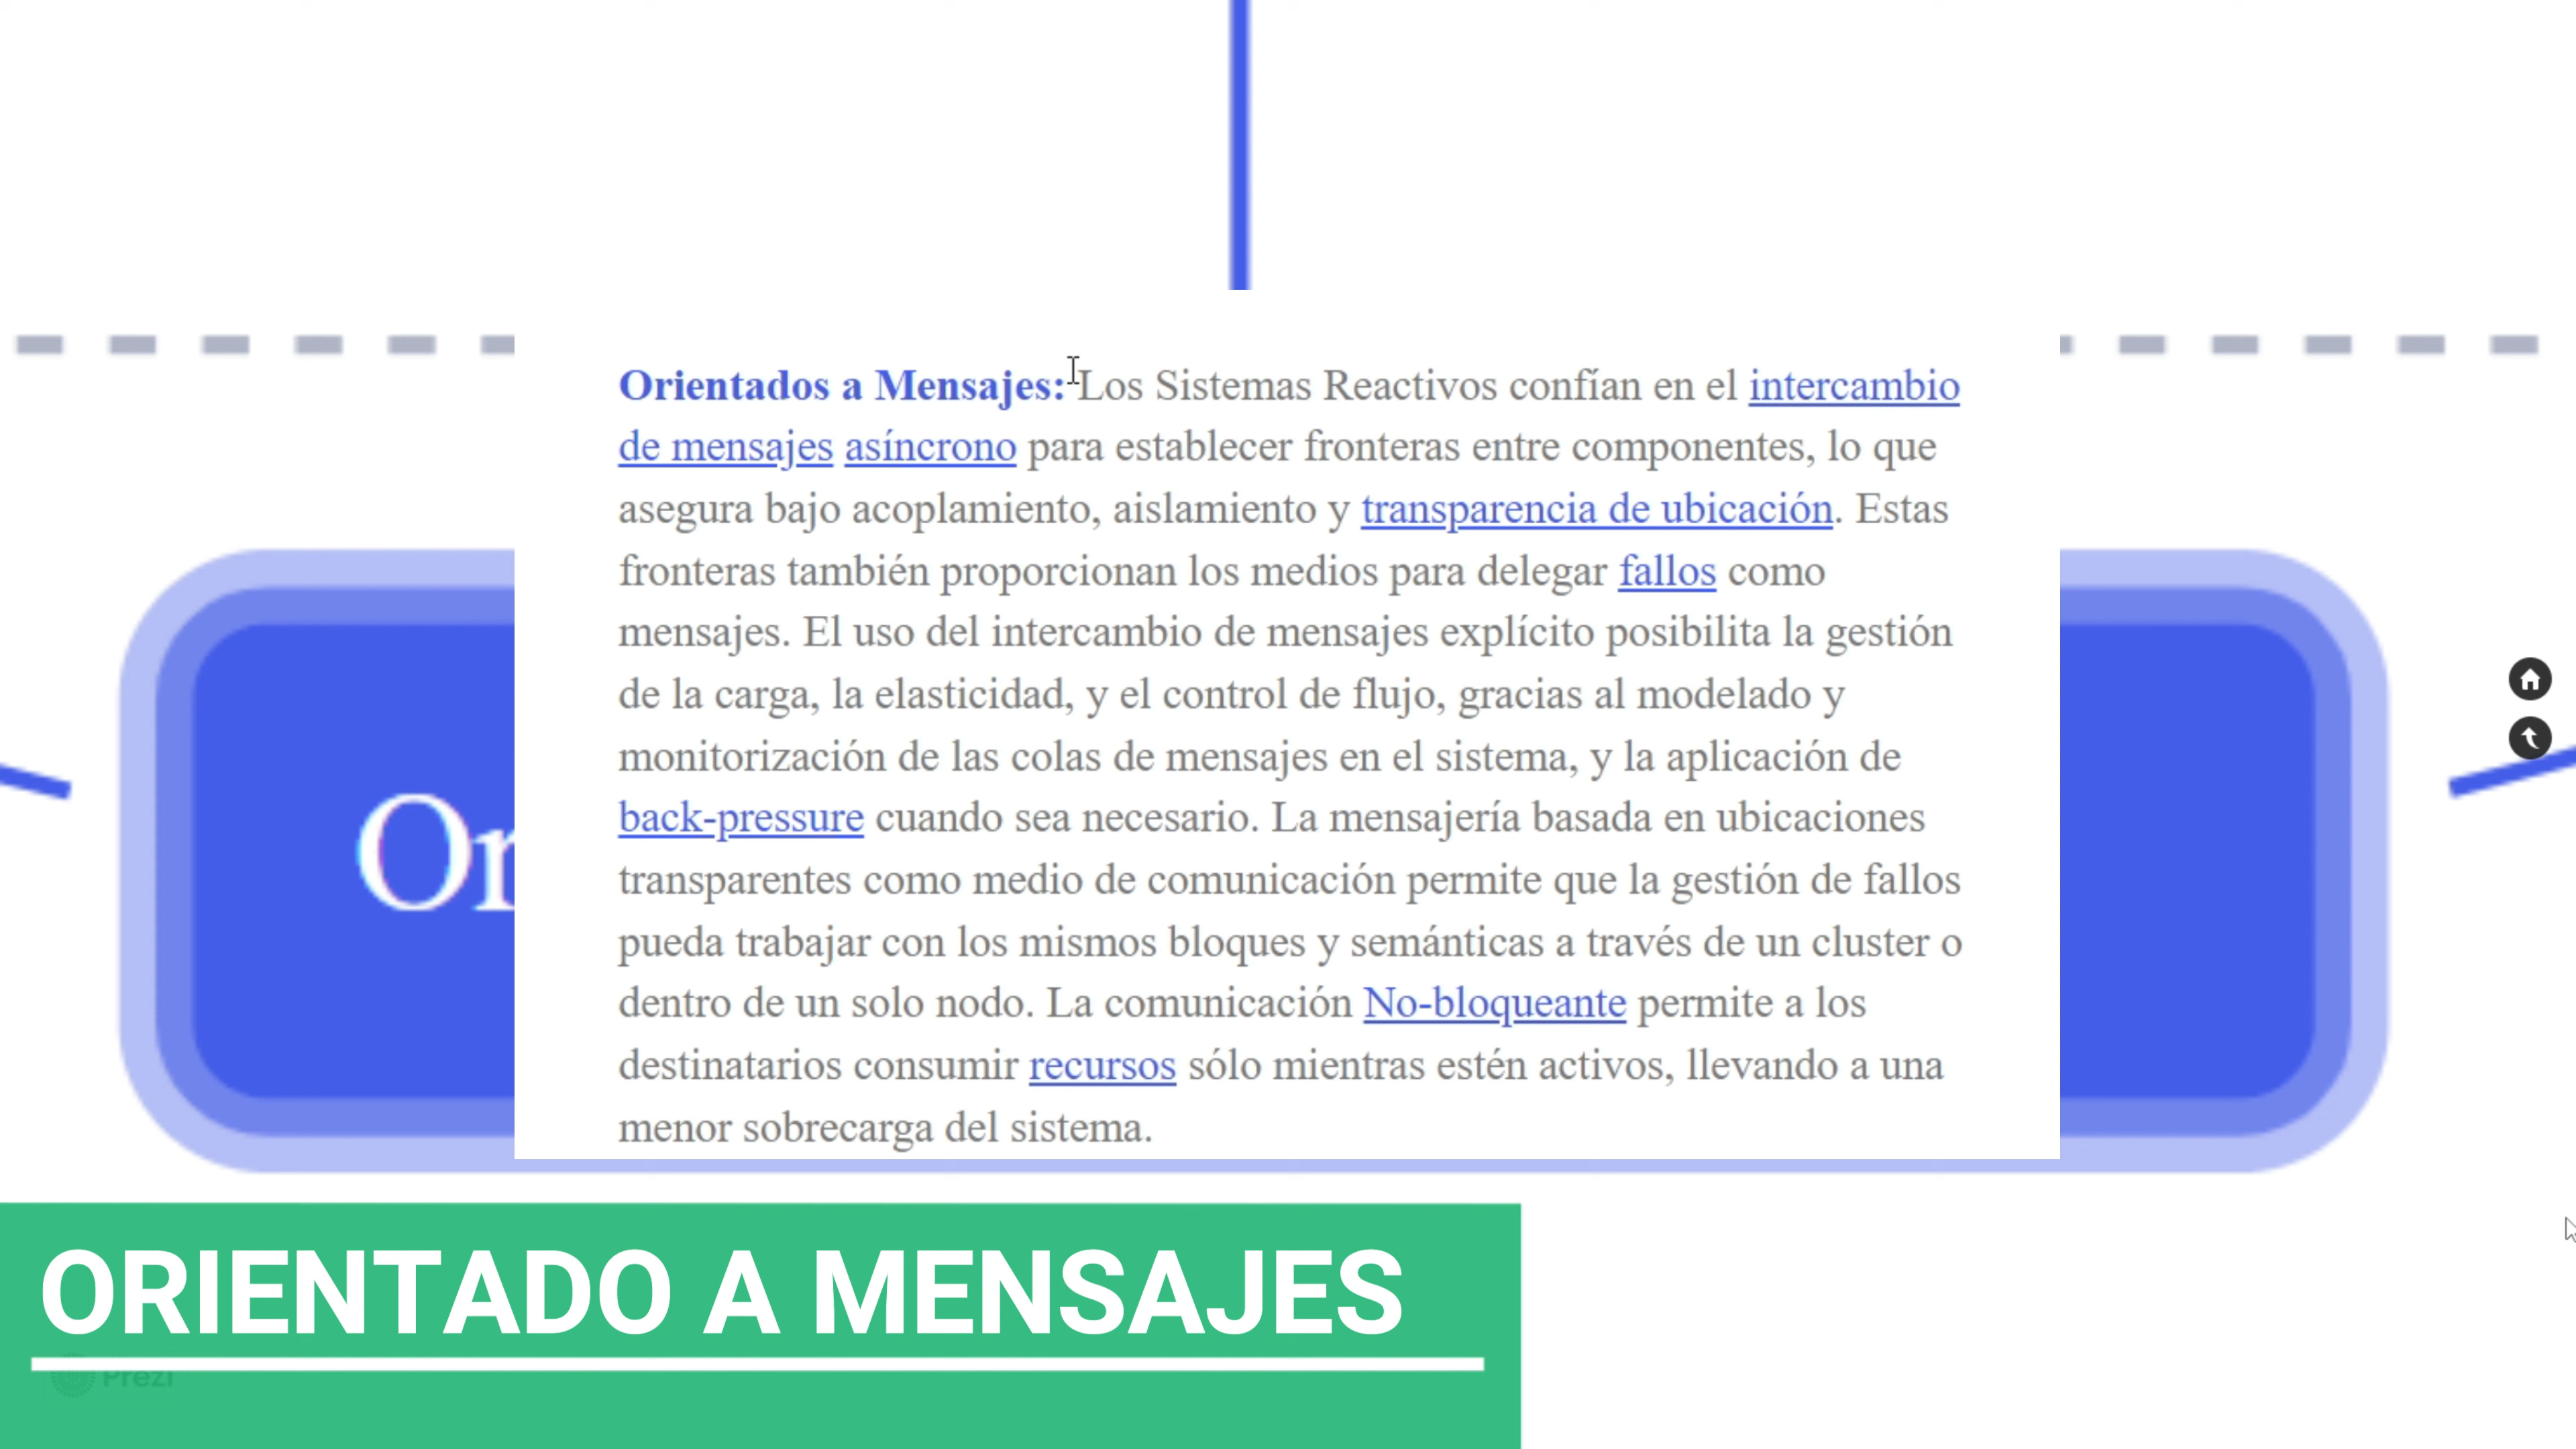 Orientados a Mensajes: Los Sistemas Reactivos confían en el intercambio
de mensajes asíncrono para establecer fronteras entre componentes, lo que
asegura bajo acoplamiento, aislamiento y transparencia de ubicación. Estas
fronteras también proporcionan los medios para delegar fallos como
mensajes. El uso del intercambio de mensajes explícito posibilita la gestión
de la carga, la elasticidad, y el control de flujo, gracias al modelado y
monitorización de las colas de mensajes en el sistema, y la aplicación de
back-pressure cuando sea necesario. La mensajería basada en ubicaciones
transparentes como medio de comunicación permite que la gestión de fallos
pueda trabajar con los mismos bloques y semánticas a través de un cluster o
dentro de un solo nodo. La comunicación No-bloqueante permite a los
destinatarios consumir recursos sólo mientras estén activos, llevando a una
menor sobrecarga del sistema.
Or
ORIENTADO A MENSAJES
Prezi